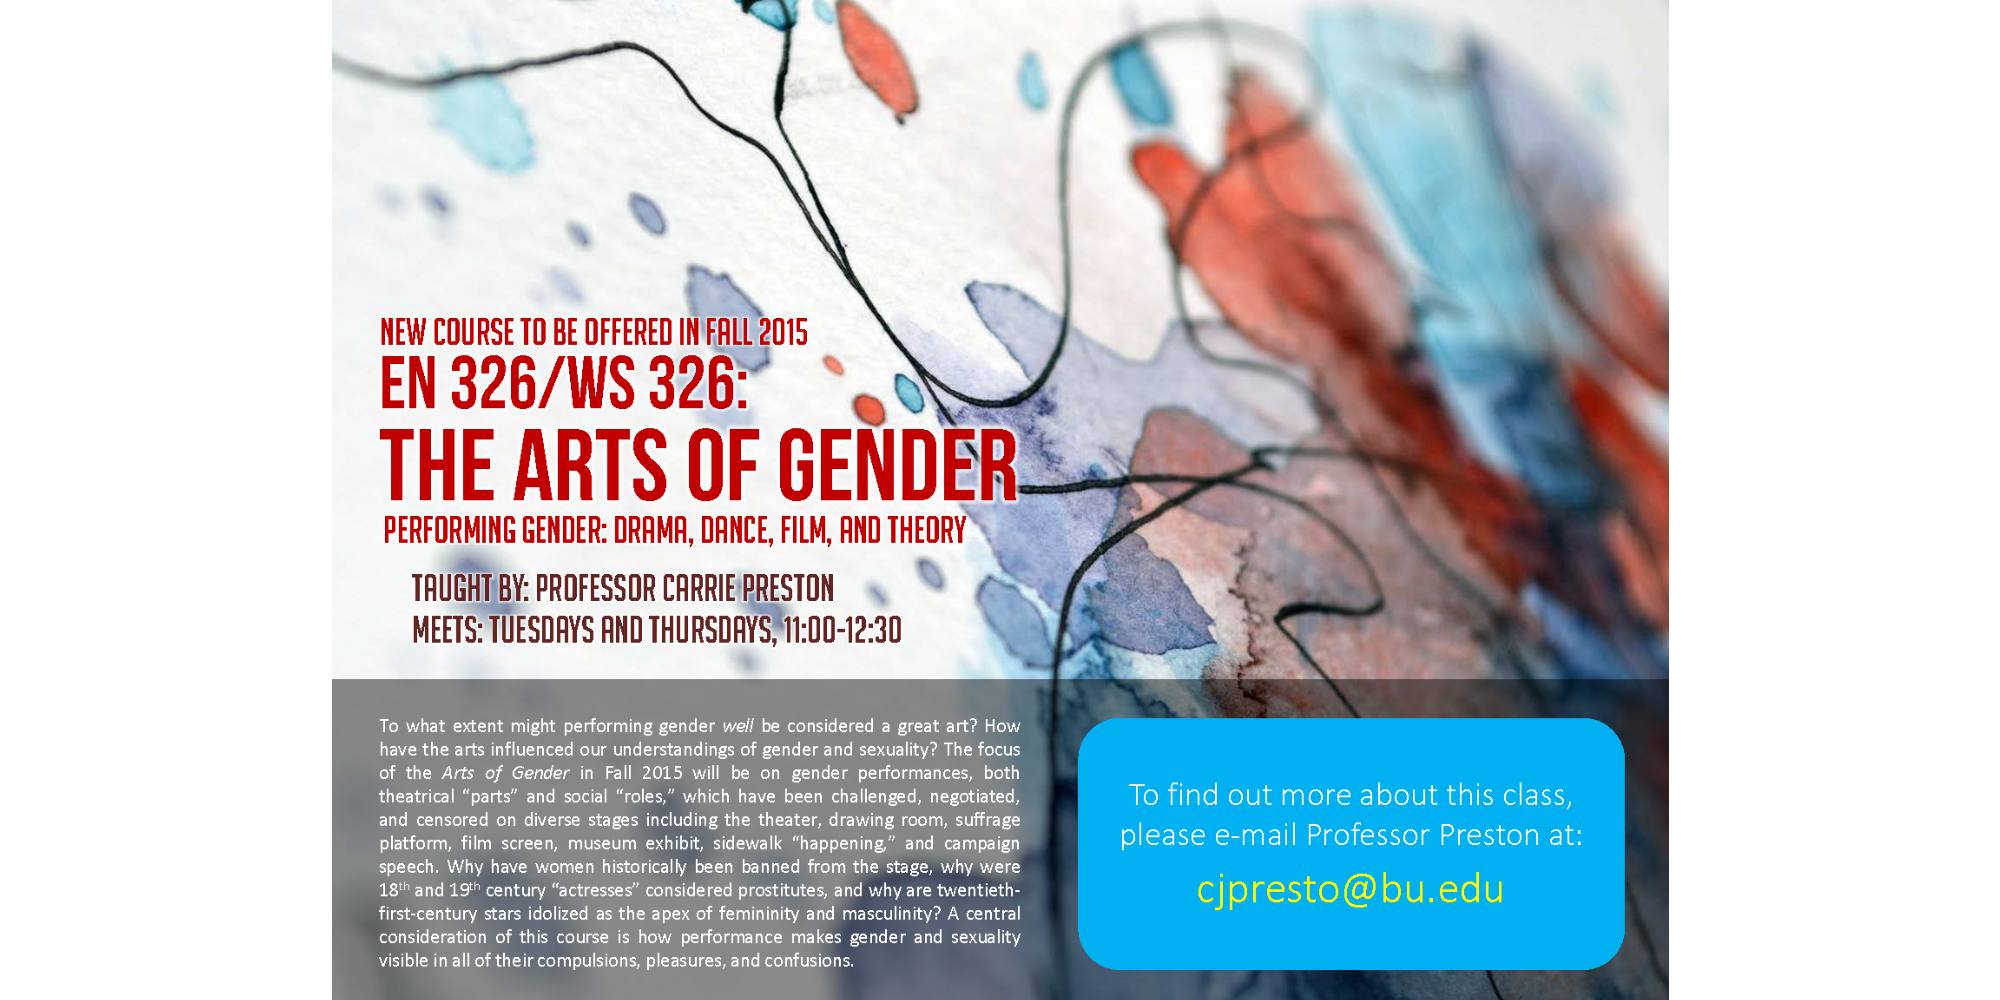 NEW COURSE TO BE OFFERED IN FALL 2015
EN 326/WS 326:
THE ARTS OF GENDER
PERFORMING GENDER: DRAMA, DANCE, FILM, AND THEORY
TAUGHT BY: PROFESSOR CARRIE PRESTON
MEETS: TUESDAYS AND THURSDAYS, 11:00-12:30
To what extent might performing gender well be considered a great art? How
have the arts influenced our understandings of gender and sexuality? The focus
of the Arts of Gender in Fall 2015 will be on gender performances, both
theatrical “parts” and social “roles,” which have been challenged, negotiated,
and censored on diverse stages including the theater, drawing room, suffrage
platform, film screen, museum exhibit, sidewalk “happening,” and campaign
speech. Why have women historically been banned from the stage, why were
18th and 19th century “actresses” considered prostitutes, and why are twentieth-
first-century stars idolized as the apex of femininity and masculinity? A central
consideration of this course is how performance makes gender and sexuality
visible in all of their compulsions, pleasures, and confusions.
To find out more about this class,
please e-mail Professor Preston at:
cjpresto@bu.edu